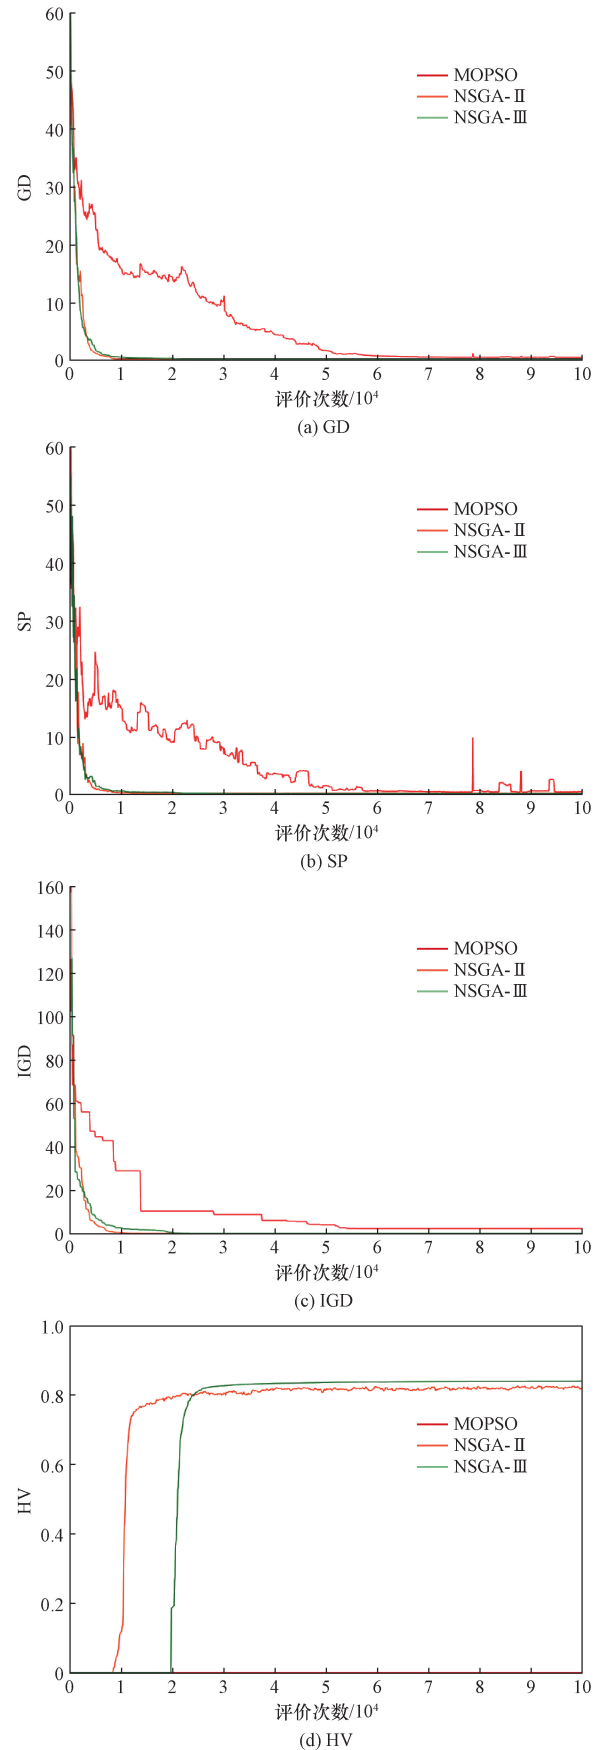 60
50
40
30
20
10
0
GD
MOPSO
NSGA-Ⅱ
NSGA-Ⅲ
0 1 2 3 4 5 6 7 8 9 10
评价次数/10⁴
(a) GD
60
50
40
30
20
10
0
SP
MOPSO
NSGA-Ⅱ
NSGA-Ⅲ
0 1 2 3 4 5 6 7 8 9 10
评价次数/10⁴
(b) SP
160
140
120
100
80
60
40
20
0
IGD
MOPSO
NSGA-Ⅱ
NSGA-Ⅲ
0 1 2 3 4 5 6 7 8 9 10
评价次数/10⁴
(c) IGD
1.0
0.8
0.6
0.4
0.2
0
HV
MOPSO
NSGA-Ⅱ
NSGA-Ⅲ
0 1 2 3 4 5 6 7 8 9 10
评价次数/10⁴
(d) HV